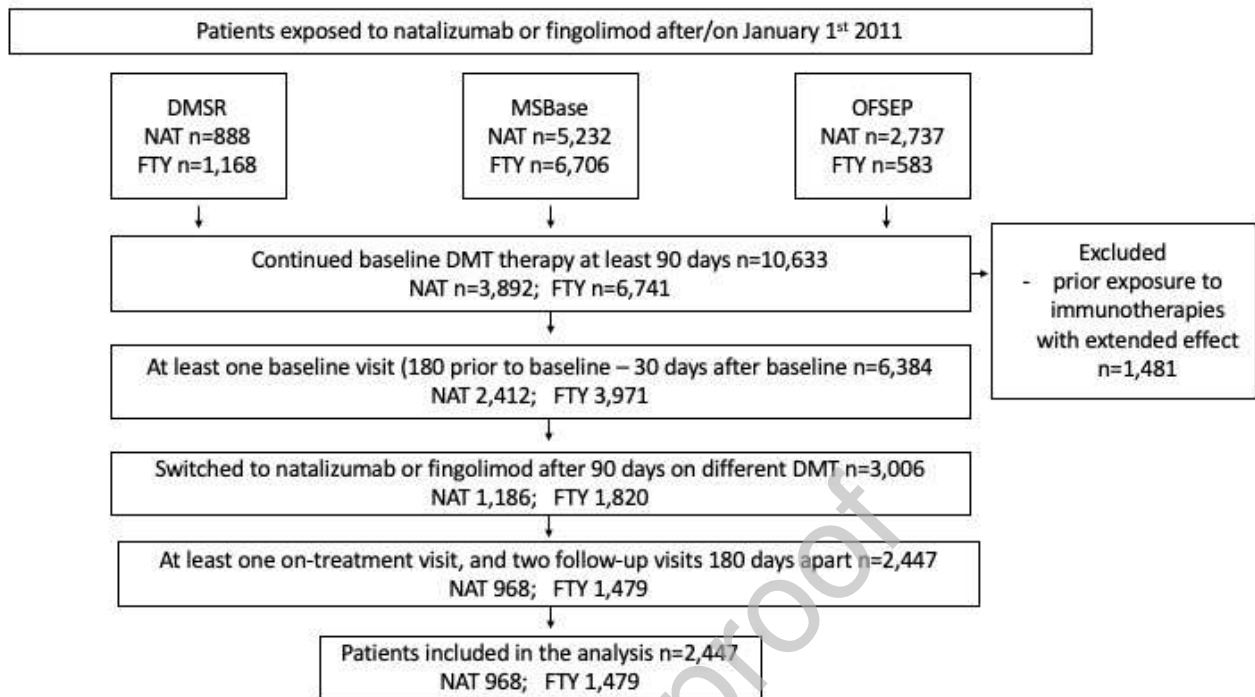 Patients exposed to natalizumab or fingolimod after/on January 1st 2011
DMSR
NAT n=888
FTY n=1,168
MSBase
NAT n=5,232
FTY n=6,706
OFSEP
NAT n=2,737
FTY n=583
Continued baseline DMT therapy at least 90 days n=10,633
NAT n=3,892; FTY n=6,741
Excluded
- prior exposure to
immunotherapies
with extended effect
n=1,481
At least one baseline visit (180 prior to baseline – 30 days after baseline n=6,384
NAT 2,412; FTY 3,971
Switched to natalizumab or fingolimod after 90 days on different DMT n=3,006
NAT 1,186; FTY 1,820
At least one on-treatment visit, and two follow-up visits 180 days apart n=2,447
NAT 968; FTY 1,479
Patients included in the analysis n=2,447
NAT 968; FTY 1,479
proof